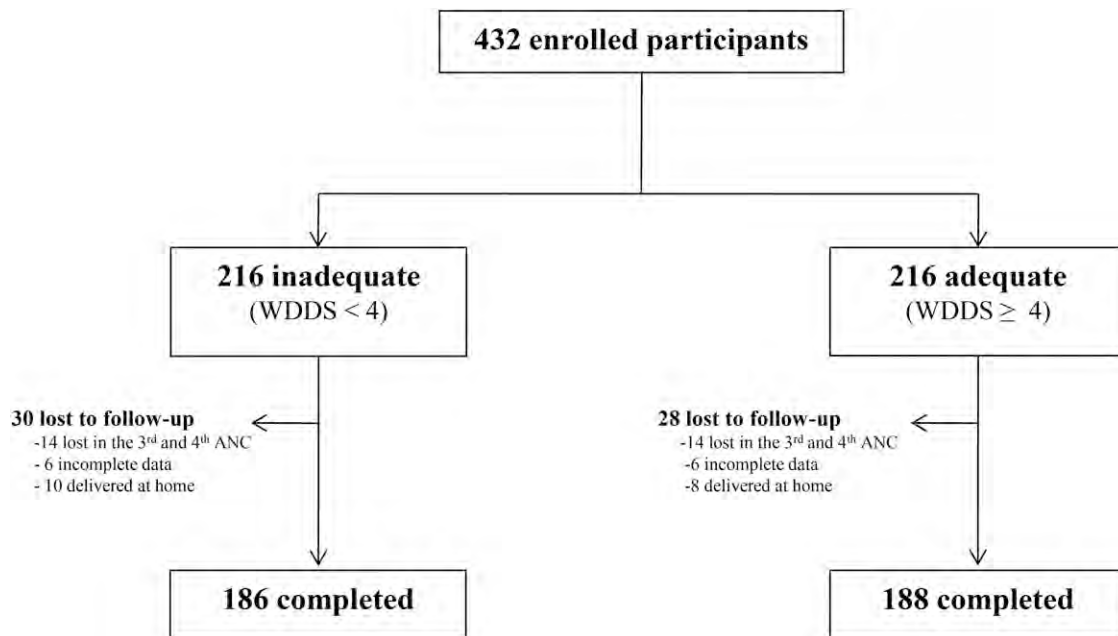 432 enrolled participants
216 inadequate
(WDDS < 4)
216 adequate
(WDDS ≥ 4)
30 lost to follow-up
-14 lost in the 3rd and 4th ANC
- 6 incomplete data
- 10 delivered at home
28 lost to follow-up
-14 lost in the 3rd and 4th ANC
-6 incomplete data
-8 delivered at home
186 completed
188 completed